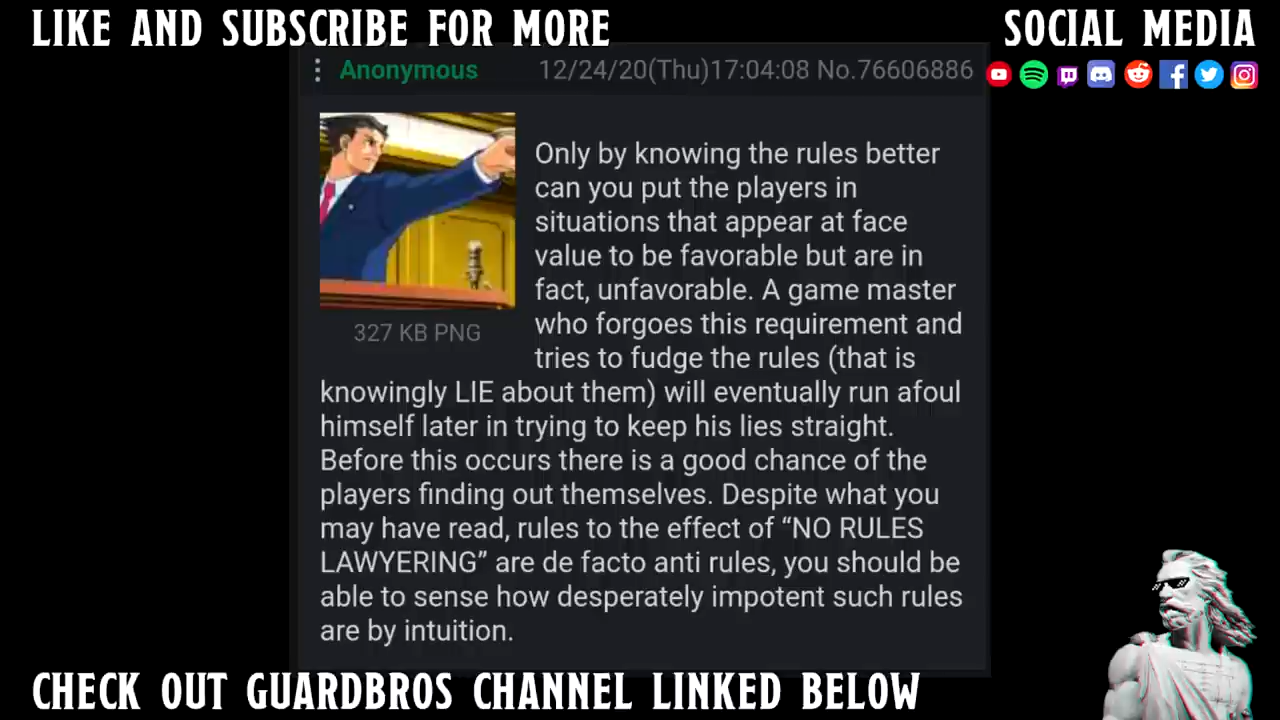 LIKE AND SUBSCRIBE FOR MORE
SOCIAL MEDIA
Anonymous 12/24/20(Thu)17:04:08 No.76606886
Only by knowing the rules better
can you put the players in
situations that appear at face
value to be favorable but are in
fact, unfavorable. A game master
who forgoes this requirement and
tries to fudge the rules (that is
327 KB PNG
knowingly LIE about them) will eventually run afoul
himself later in trying to keep his lies straight.
Before this occurs there is a good chance of the
players finding out themselves. Despite what you
may have read, rules to the effect of “NO RULES
LAWYERING” are de facto anti rules, you should be
able to sense how desperately impotent such rules
are by intuition.
CHECK OUT GUARDBROS CHANNEL LINKED BELOW